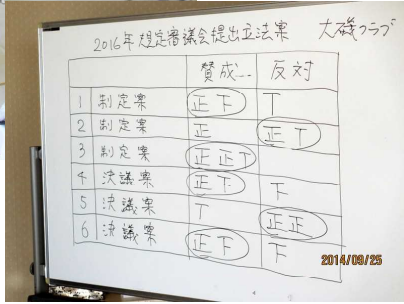 2016年規定審議会提出立法案 大磯クラブ
賛成 反対
1 制定案 正下 T
2 制定案 正 正T
3 制定案 正正T
4 決議案 正下 下
5 決議案 T 正正
6 決議案 正下 下
2014/09/25